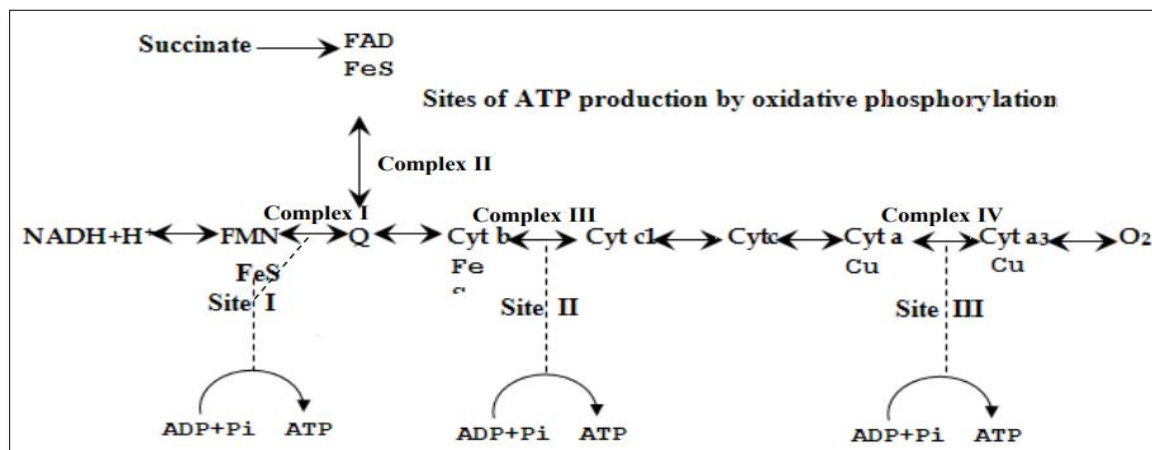 Succinate FAD
FeS
Sites of ATP production by oxidative phosphorylation
Complex II
Complex I Complex III Complex IV
NADH+H⁺ FMN Q Cyt b Cyt c1 Cytc Cyt a Cyt a3 O2
FeS Fe Cu Cu
Site I Site II Site III
ADP+Pi ATP ADP+Pi ATP ADP+Pi ATP